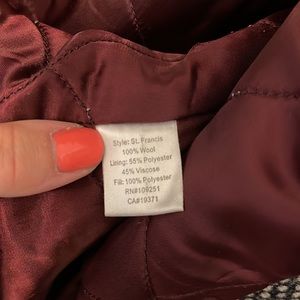 Style: St. Francis
100% Wool
Lining: 55% Polyester
45% Viscose
Fill: 100% Polyester
RN#109251
CA#19371